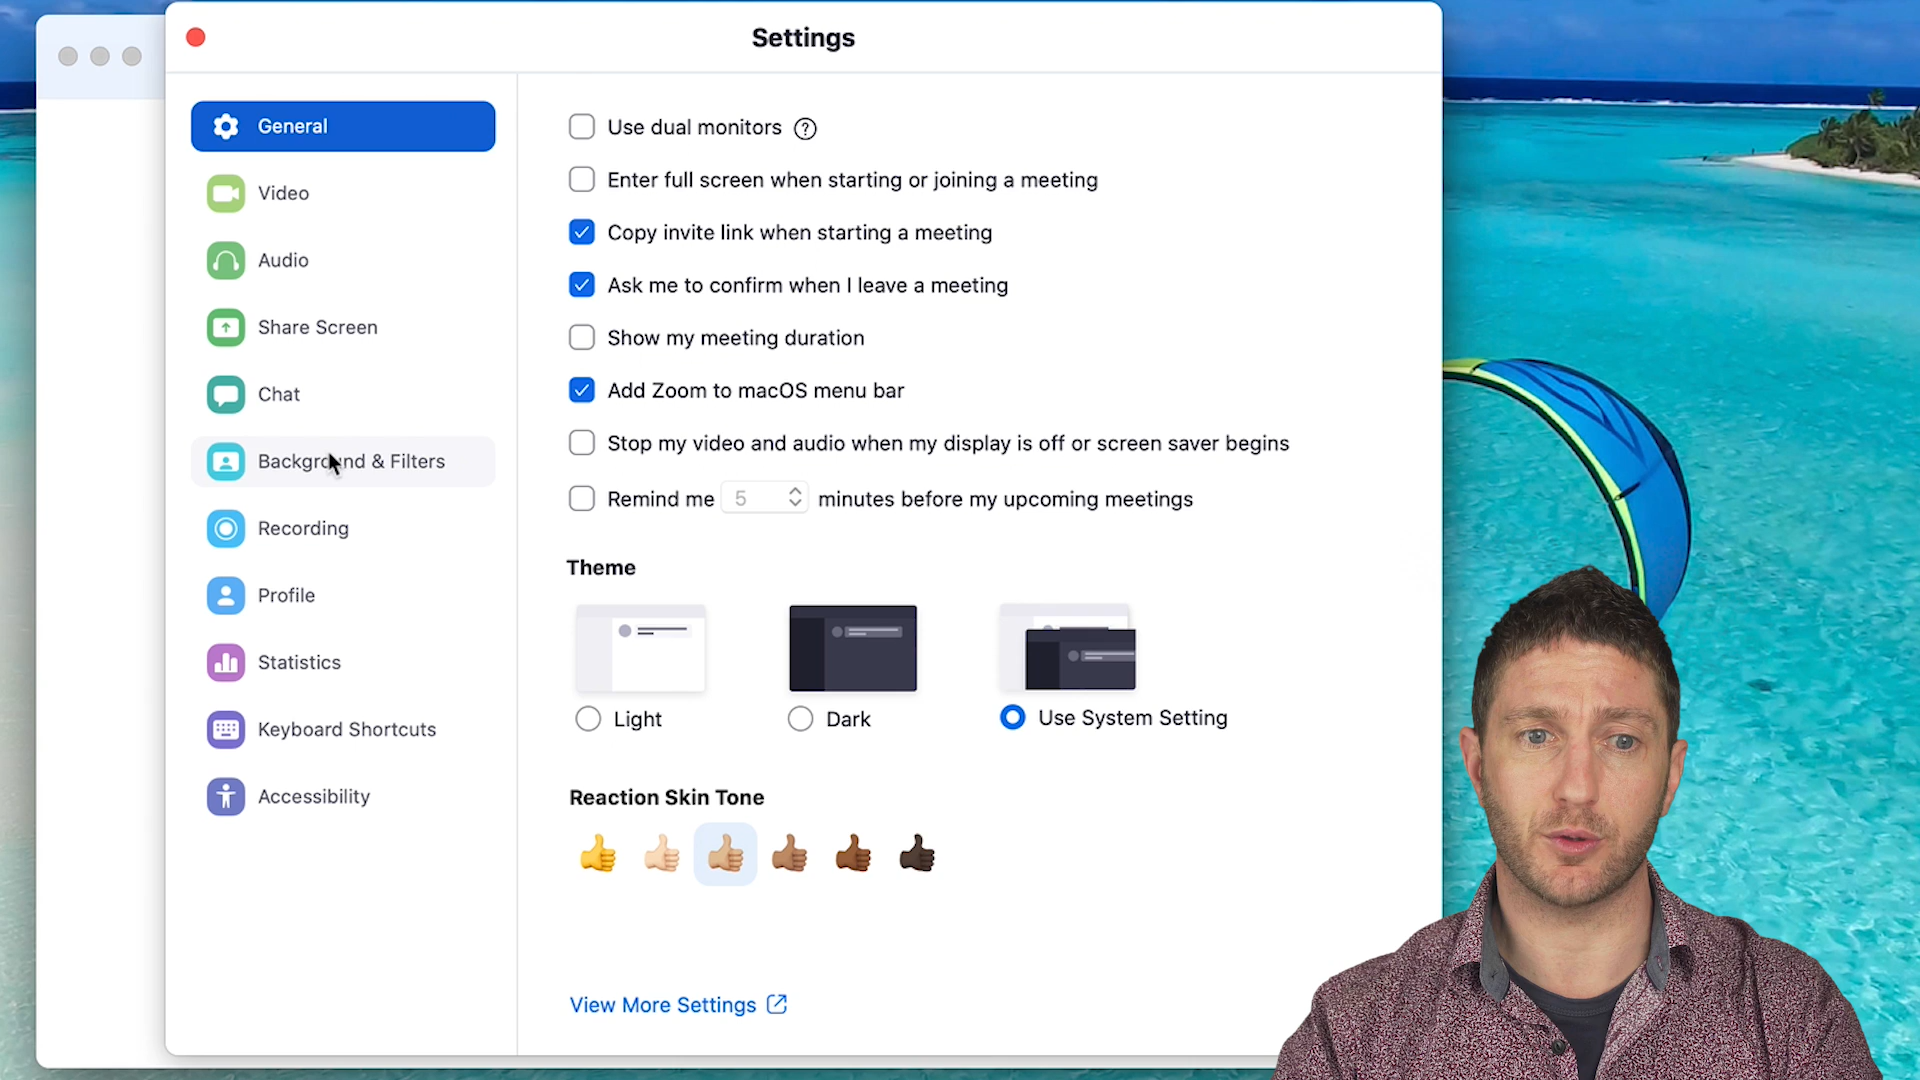 Settings
General
Video
Audio
Share Screen
Chat
Background & Filters
Recording
Profile
Statistics
Keyboard Shortcuts
Accessibility
Use dual monitors ?
Enter full screen when starting or joining a meeting
Copy invite link when starting a meeting
Ask me to confirm when I leave a meeting
Show my meeting duration
Add Zoom to macOS menu bar
Stop my video and audio when my display is off or screen saver begins
Remind me 5 minutes before my upcoming meetings
Theme
Light
Dark
Use System Setting
Reaction Skin Tone
View More Settings